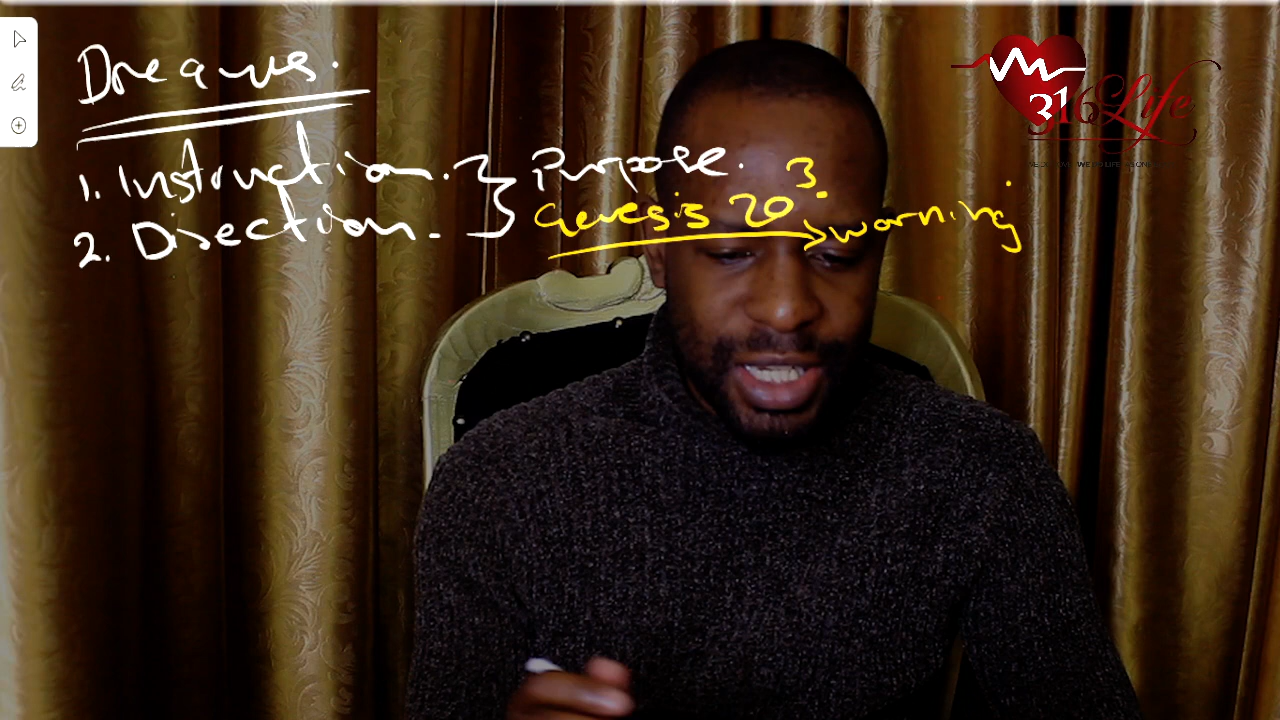 Dreams.
1. Instruction. } Purpose.
2. Direction. Genesis 20 3. → warning
316Life